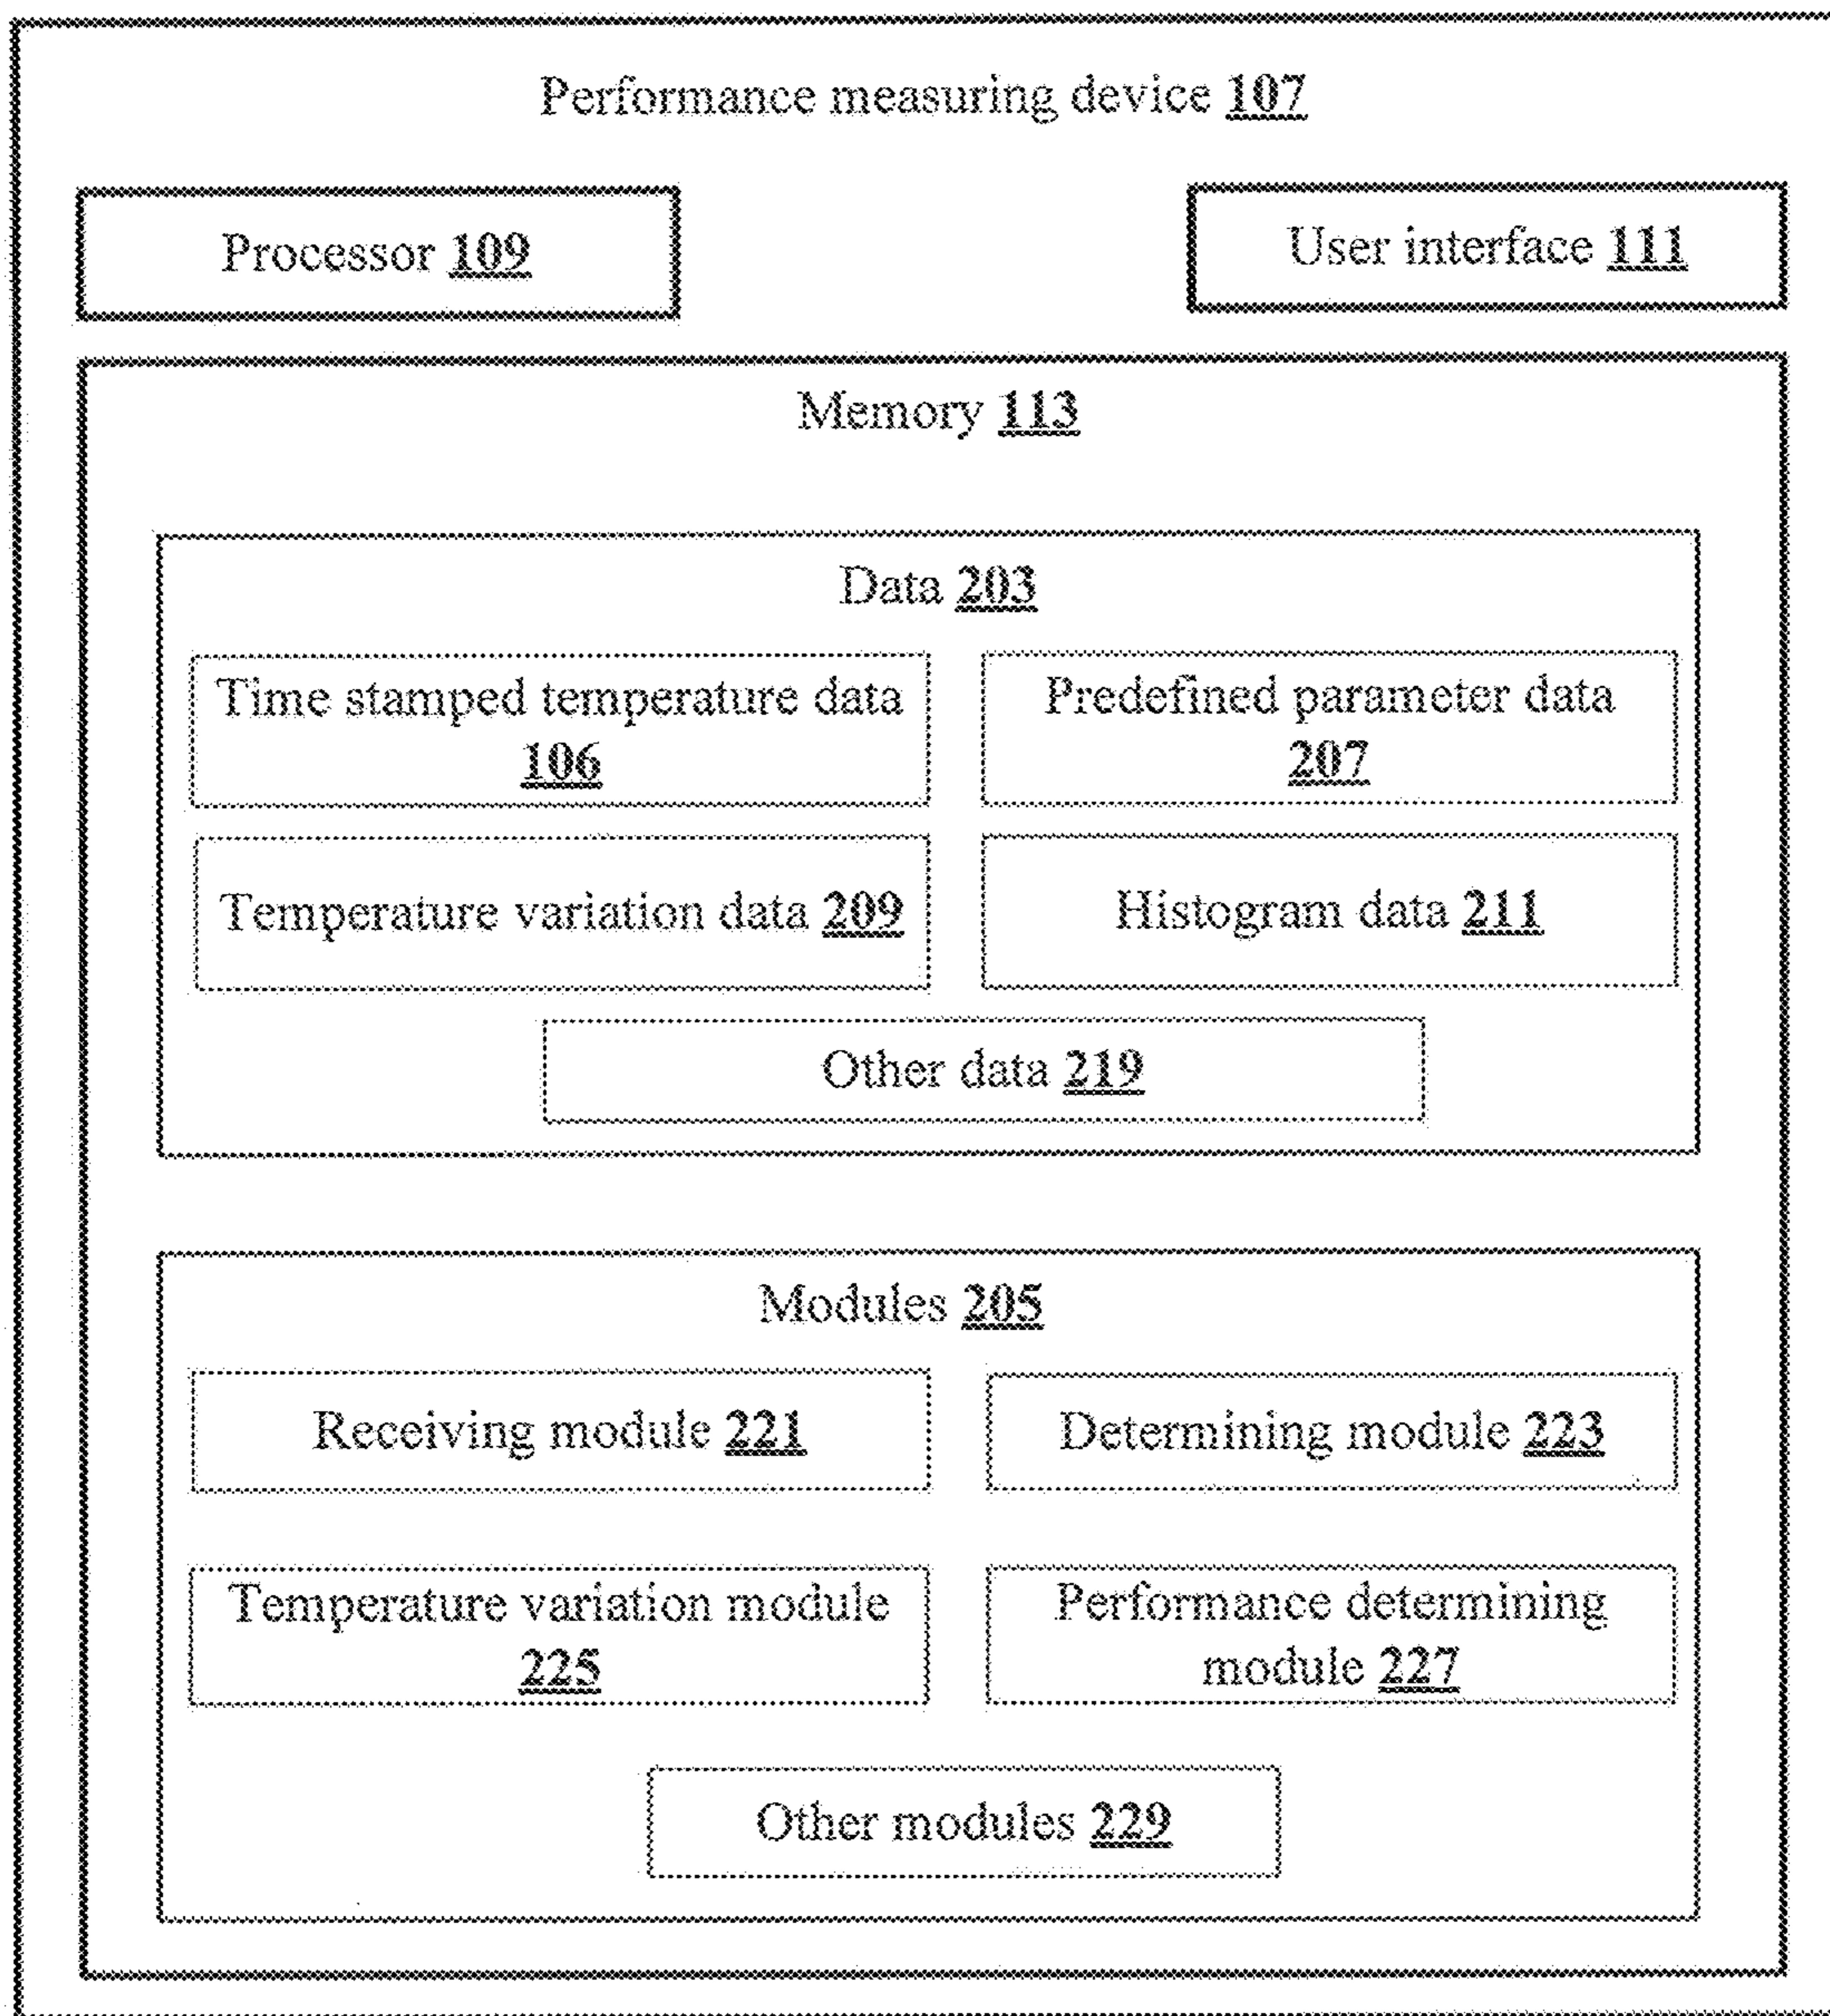 Performance measuring device 107
Processor 109
User interface 111
Memory 113
Data 203
Time stamped temperature data
106
Predefined parameter data
207
Temperature variation data 209
Histogram data 211
Other data 219
Modules 205
Receiving module 221
Determining module 223
Temperature variation module
225
Performance determining
module 227
Other modules 229